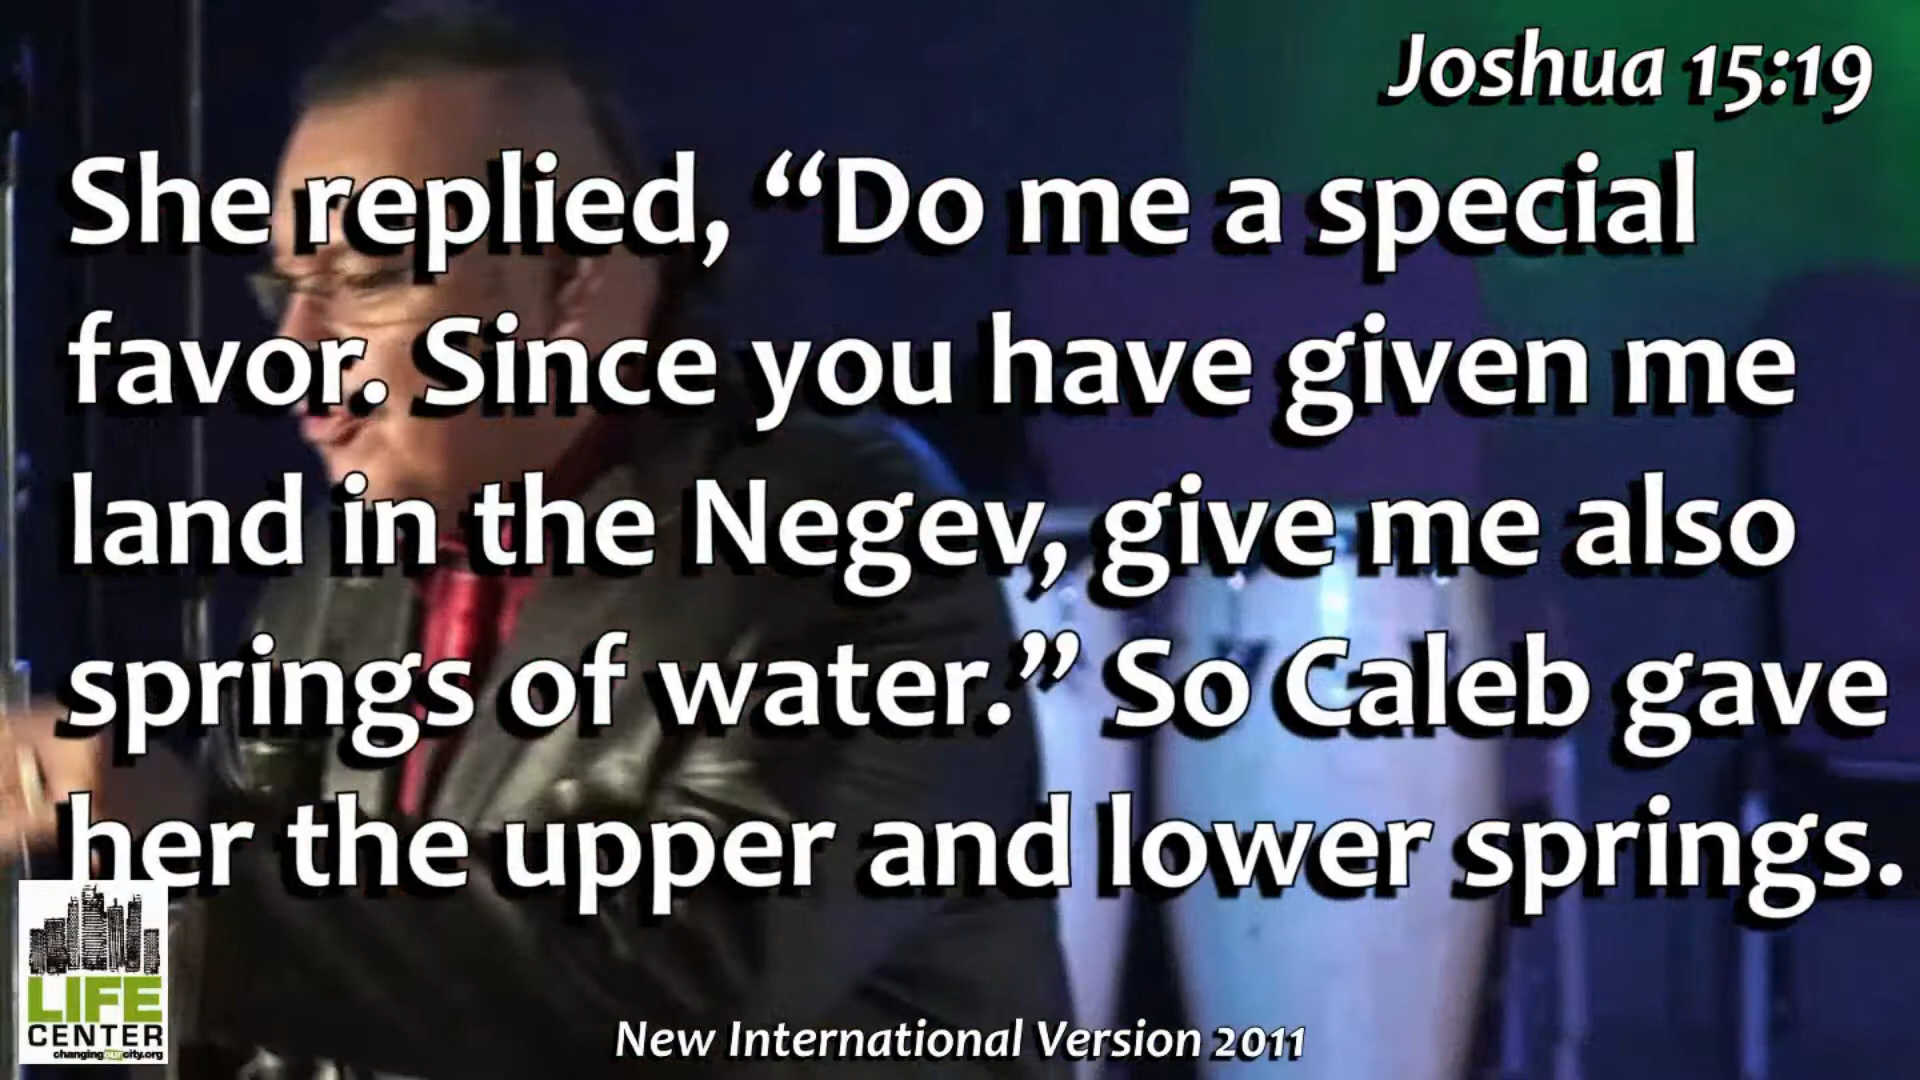 Joshua 15:19
She replied, “Do me a special
favor. Since you have given me
land in the Negev, give me also
springs of water.” So Caleb gave
her the upper and lower springs.
LIFE
CENTER
changingourcity.org
New International Version 2011